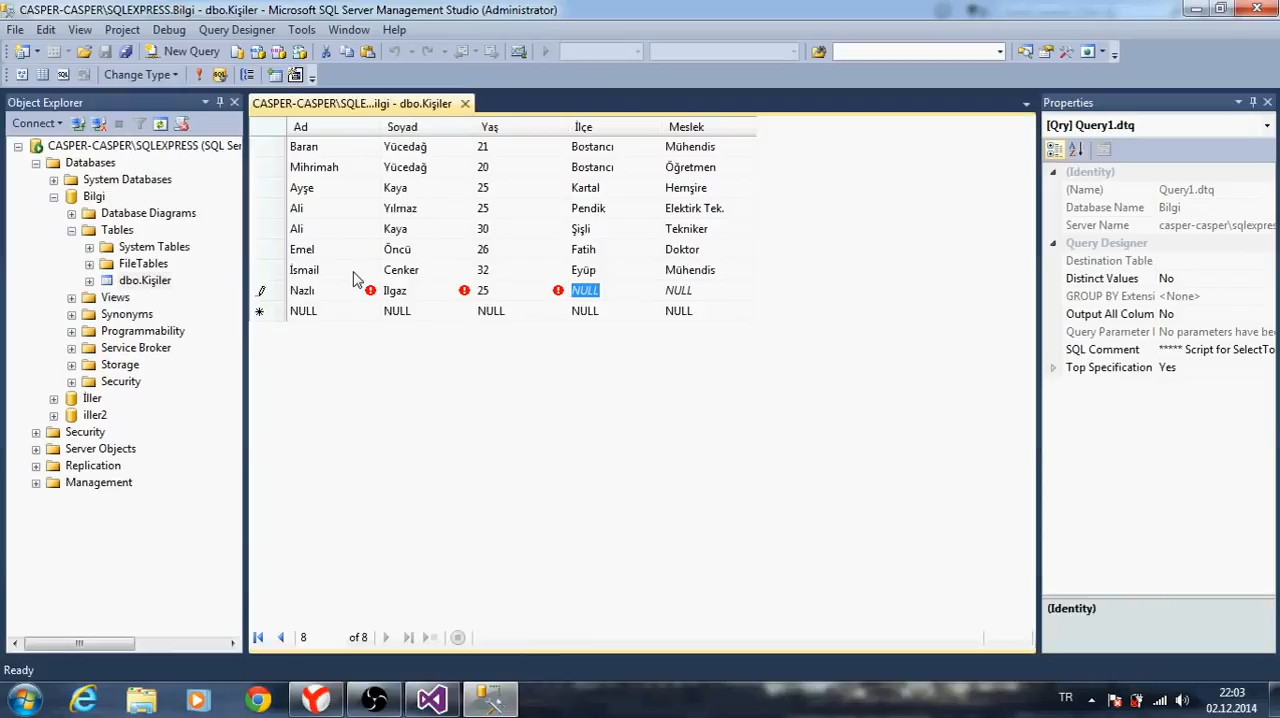 CASPER-CASPER\SQLEXPRESS.Bilgi - dbo.Kişiler - Microsoft SQL Server Management Studio (Administrator)
File Edit View Project Debug Query Designer Tools Window Help
New Query
Change Type
Object Explorer
Connect
CASPER-CASPER\SQLEXPRESS (SQL Ser
Databases
System Databases
Bilgi
Database Diagrams
Tables
System Tables
FileTables
dbo.Kişiler
Views
Synonyms
Programmability
Service Broker
Storage
Security
İller
iller2
Security
Server Objects
Replication
Management
CASPER-CASPER\SQLE...ilgi - dbo.Kişiler
Ad Soyad Yaş İlçe Meslek
Baran Yücedağ 21 Bostancı Mühendis
Mihrimah Yücedağ 20 Bostancı Öğretmen
Ayşe Kaya 25 Kartal Hemşire
Ali Yılmaz 25 Pendik Elektirk Tek.
Ali Kaya 30 Şişli Tekniker
Emel Öncü 26 Fatih Doktor
İsmail Cenker 32 Eyüp Mühendis
Nazlı Ilgaz 25 NULL NULL
NULL NULL NULL NULL NULL
8 of 8
Properties
[Qry] Query1.dtq
(Identity)
(Name) Query1.dtq
Database Name Bilgi
Server Name casper-casper\sqlexpres
Query Designer
Destination Table
Distinct Values No
GROUP BY Extensi <None>
Output All Colum No
Query Parameter I No parameters have bee
SQL Comment ***** Script for SelectTo
Top Specification Yes
(Identity)
Ready
TR
22:03
02.12.2014